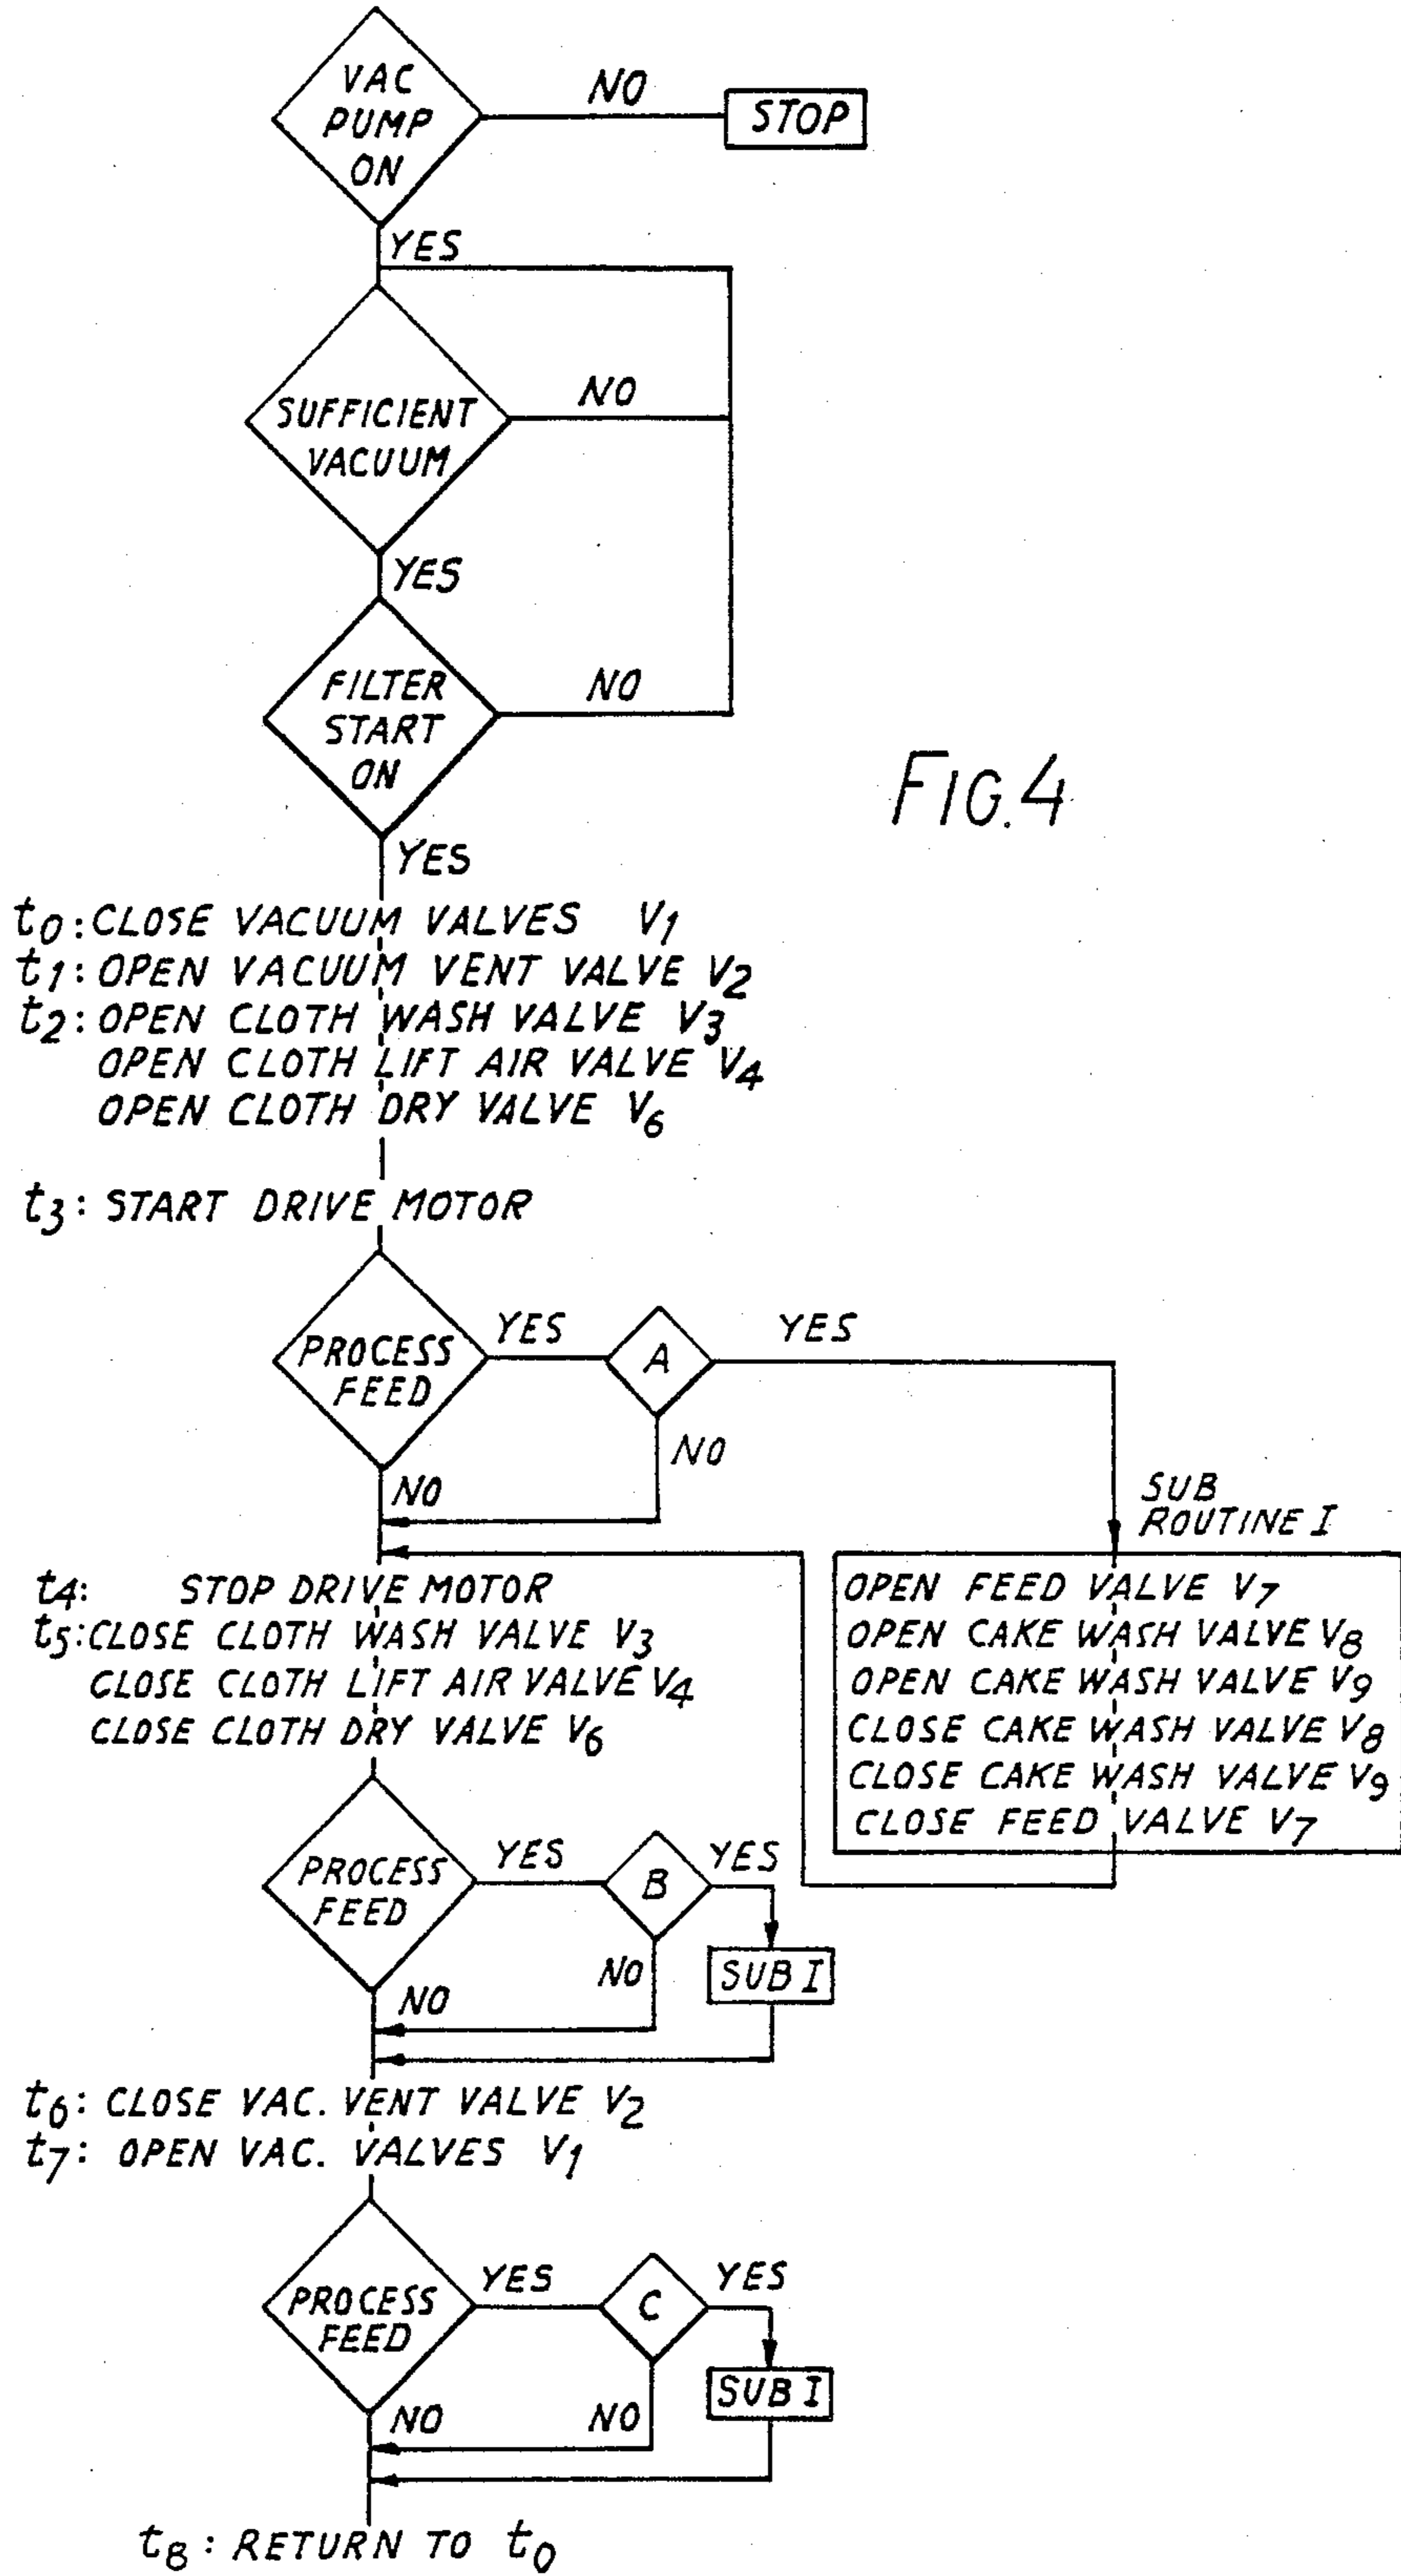 VAC
PUMP
ON
NO
STOP
YES
SUFFICIENT
VACUUM
NO
YES
FILTER
START
ON
NO
YES
FIG. 4
t0: CLOSE VACUUM VALVES V1
t1: OPEN VACUUM VENT VALVE V2
t2: OPEN CLOTH WASH VALVE V3
OPEN CLOTH LIFT AIR VALVE V4
OPEN CLOTH DRY VALVE V6
t3: START DRIVE MOTOR
PROCESS
FEED
YES
A
YES
NO
NO
SUB
ROUTINE I
OPEN FEED VALVE V7
OPEN CAKE WASH VALVE V8
OPEN CAKE WASH VALVE V9
CLOSE CAKE WASH VALVE V8
CLOSE CAKE WASH VALVE V9
CLOSE FEED VALVE V7
t4: STOP DRIVE MOTOR
t5: CLOSE CLOTH WASH VALVE V3
CLOSE CLOTH LIFT AIR VALVE V4
CLOSE CLOTH DRY VALVE V6
PROCESS
FEED
YES
B
YES
NO
NO
SUB I
t6: CLOSE VAC. VENT VALVE V2
t7: OPEN VAC. VALVES V1
PROCESS
FEED
YES
C
YES
NO
NO
SUB I
t8: RETURN TO t0